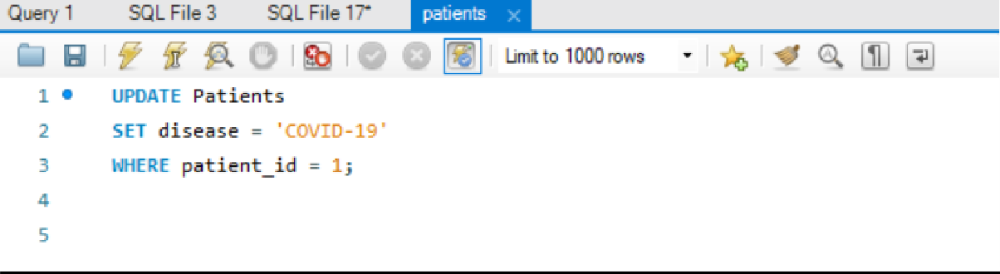 Query 1 SQL File 3 SQL File 17* patients
Limit to 1000 rows
1 UPDATE Patients
2 SET disease = 'COVID-19'
3 WHERE patient_id = 1;
4
5